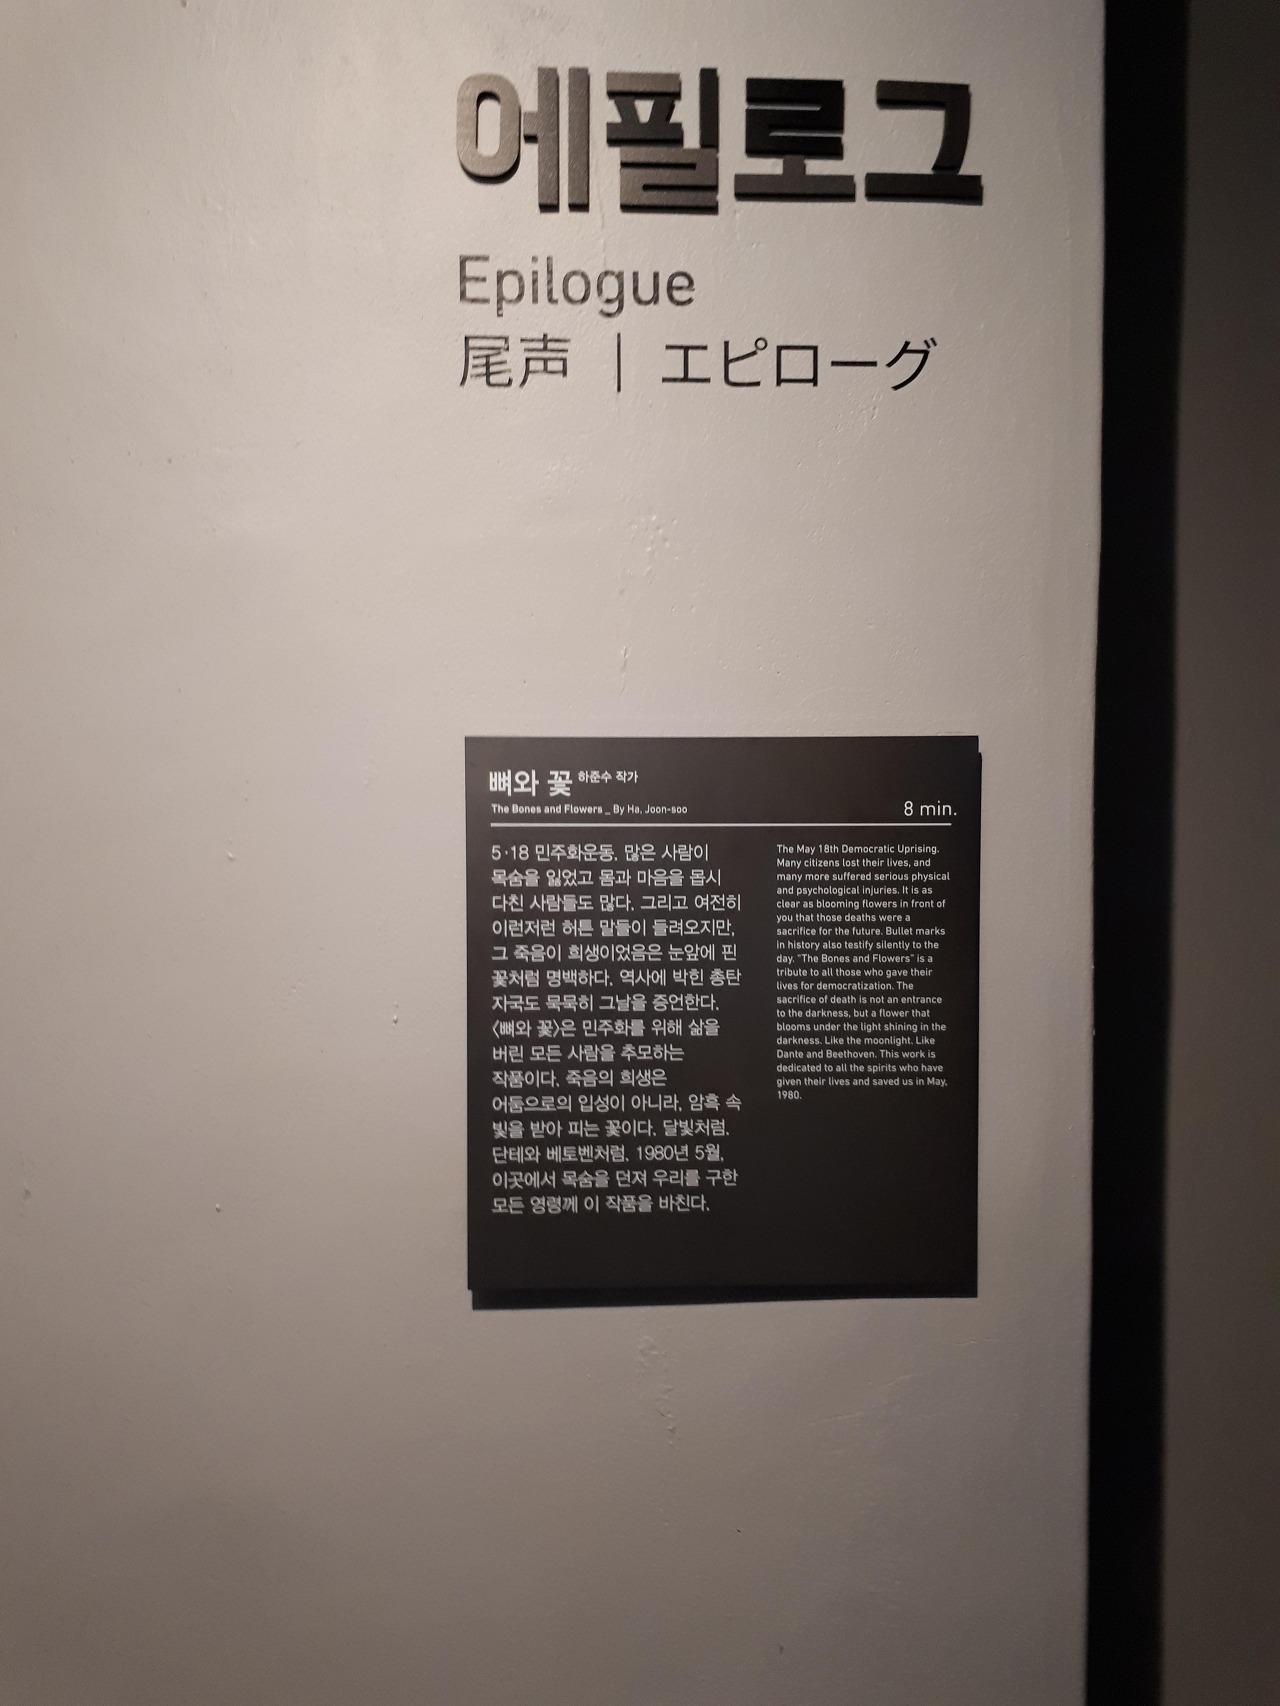 에필로그
Epilogue
尾声 | エピローグ
뼈와 꽃 하준수 작가
The Bones and Flowers _ By Ha, Joon-soo
8 min.
5·18 민주화운동. 많은 사람이
목숨을 잃었고 몸과 마음을 몹시
다친 사람들도 많다. 그리고 여전히
이런저런 허튼 말들이 들려오지만,
그 죽음이 희생이었음은 눈앞에 핀
꽃처럼 명백하다. 역사에 박힌 총탄
자국도 묵묵히 그날을 증언한다.
〈뼈와 꽃〉은 민주화를 위해 삶을
버린 모든 사람을 추모하는
작품이다. 죽음의 희생은
어둠으로의 입성이 아니라, 암흑 속
빛을 받아 피는 꽃이다. 달빛처럼.
단테와 베토벤처럼. 1980년 5월,
이곳에서 목숨을 던져 우리를 구한
모든 영령께 이 작품을 바친다.
The May 18th Democratic Uprising.
Many citizens lost their lives, and
many more suffered serious physical
and psychological injuries. It is as
clear as blooming flowers in front of
you that those deaths were a
sacrifice for the future. Bullet marks
in history also testify silently to the
day. "The Bones and Flowers" is a
tribute to all those who gave their
lives for democratization. The
sacrifice of death is not an entrance
to the darkness, but a flower that
blooms under the light shining in the
darkness. Like the moonlight. Like
Dante and Beethoven. This work is
dedicated to all the spirits who have
given their lives and saved us in May,
1980.